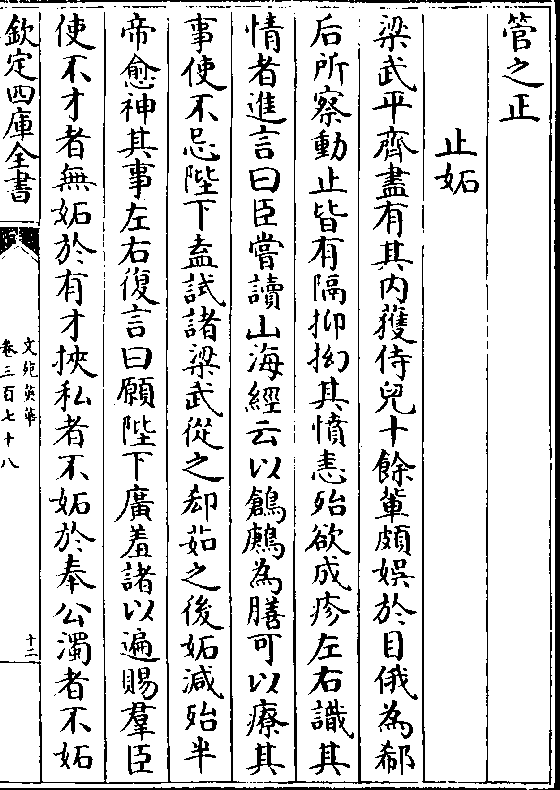 管之正
止妬
梁武平齊盡有其内獲侍兒十餘輩頗娯於目俄為郗
后所察動止皆有隔抑拗其憤恚殆欲成疹左右識其
情者進言曰臣嘗讀山海經云以鶬鶊為膳可以療其
事使不忌陛下盍試諸梁武從之却茹之後妬減殆半
帝愈神其事左右復言曰願陛下廣羞諸以遍賜羣臣
使不才者無妬於有才挾私者不妬於奉公濁者不妬
欽定四庫全書
文苑英華
卷三百七十八
十二